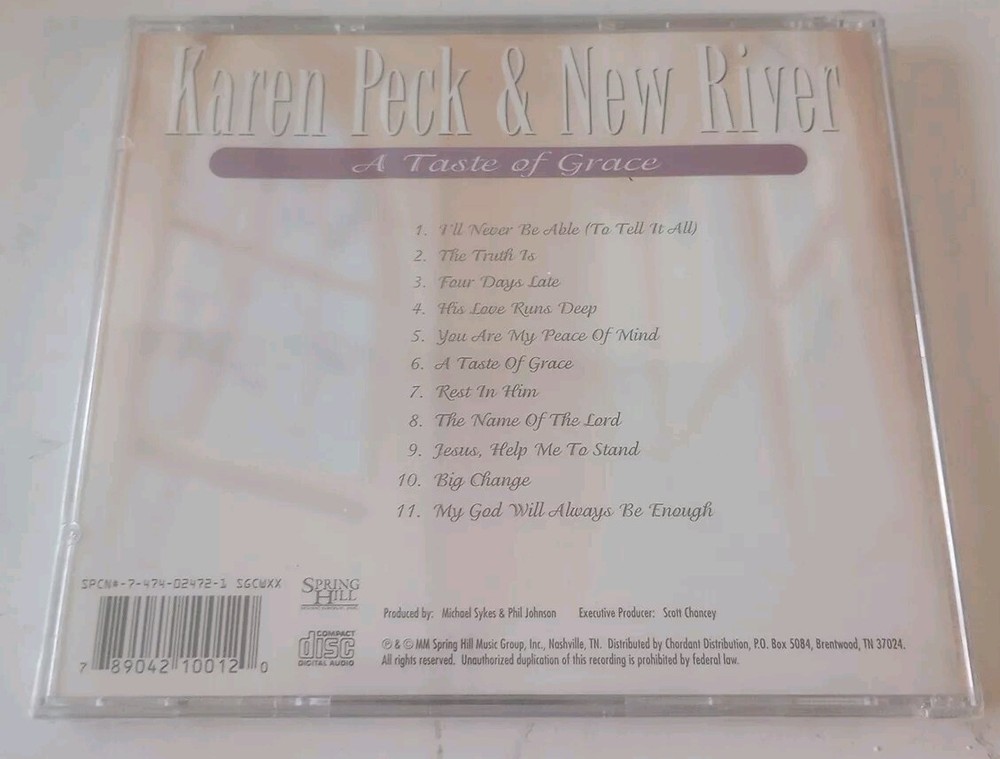 Karen Peck & New River
A Taste of Grace
1. I'll Never Be Able (To Tell It All)
2. The Truth Is
3. Four Days Late
4. His Love Runs Deep
5. You Are My Peace Of Mind
6. A Taste Of Grace
7. Rest In Him
8. The Name Of The Lord
9. Jesus, Help Me To Stand
10. Big Change
11. My God Will Always Be Enough
SPCN#-7-474-02472-1 SGCWXX
7 89042 10012 0
SPRING
HILL
COMPACT
disc
DIGITAL AUDIO
Produced by: Michael Sykes & Phil Johnson Executive Producer: Scott Chancey
℗ & © MM Spring Hill Music Group, Inc., Nashville, TN. Distributed by Chordant Distribution, P.O. Box 5084, Brentwood, TN 37024.
All rights reserved. Unauthorized duplication of this recording is prohibited by federal law.